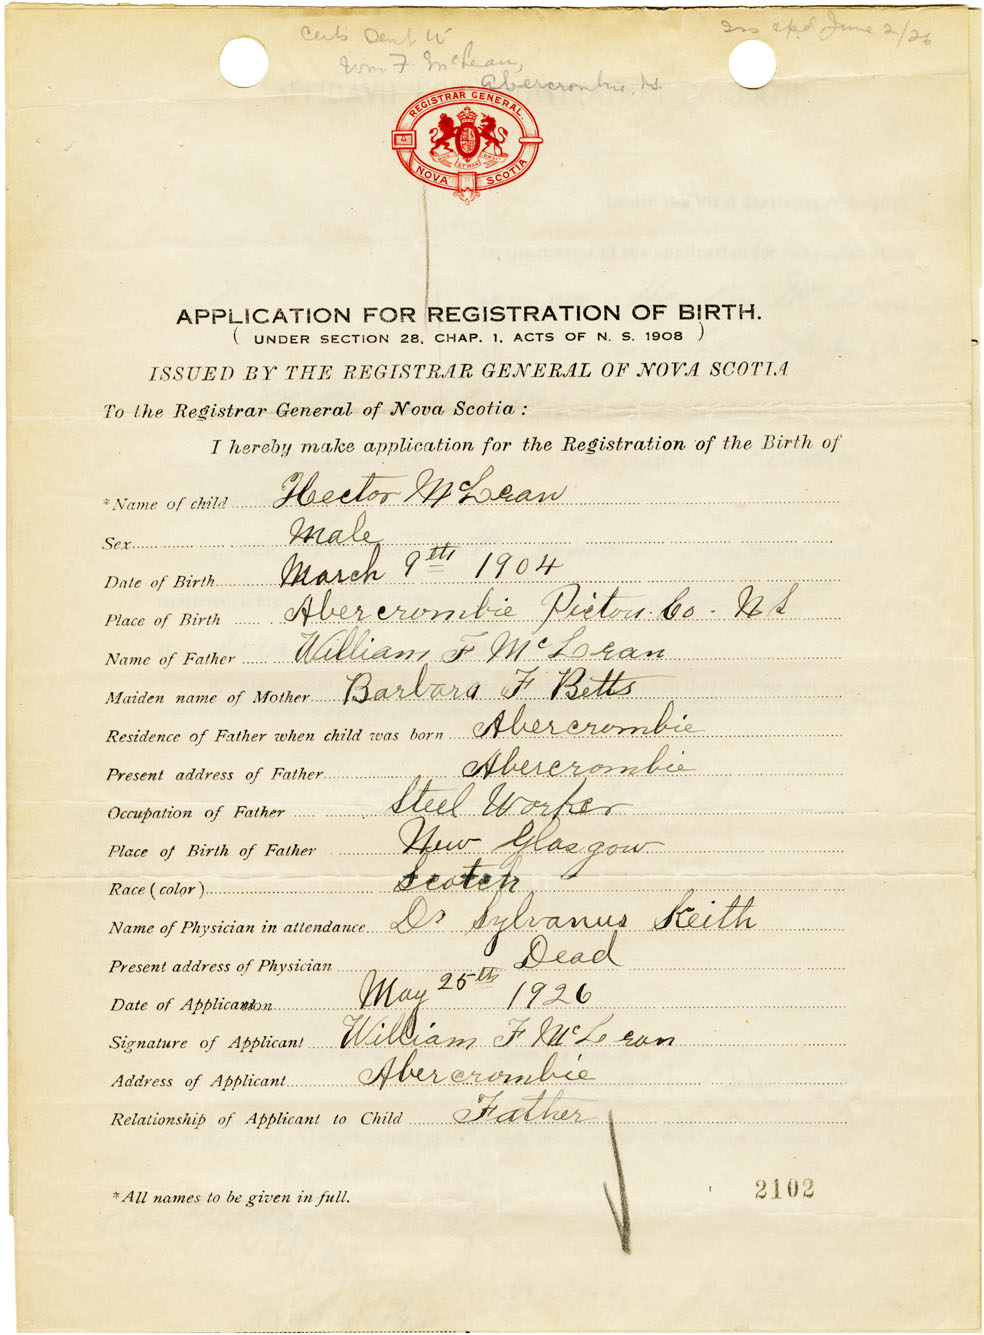 Certs Sent to
Wm F McLean,
Abercrombie, N.S.
June 2/26
REGISTRAR GENERAL.
NOVA SCOTIA
APPLICATION FOR REGISTRATION OF BIRTH.
( UNDER SECTION 28, CHAP. 1, ACTS OF N. S. 1908 )
ISSUED BY THE REGISTRAR GENERAL OF NOVA SCOTIA
To the Registrar General of Nova Scotia :
I hereby make application for the Registration of the Birth of
*Name of child Hector McLean
Sex Male
Date of Birth March 9th 1904
Place of Birth Abercrombie Pictou Co. N S
Name of Father William F McLean
Maiden name of Mother Barbara F Betts
Residence of Father when child was born Abercrombie
Present address of Father Abercrombie
Occupation of Father Steel Worker
Place of Birth of Father New Glasgow
Race (color) Scotch
Name of Physician in attendance Dr Sylvanus Keith
Present address of Physician Dead
Date of Application May 25th 1926
Signature of Applicant William F McLean
Address of Applicant Abercrombie
Relationship of Applicant to Child Father
*All names to be given in full.
2102